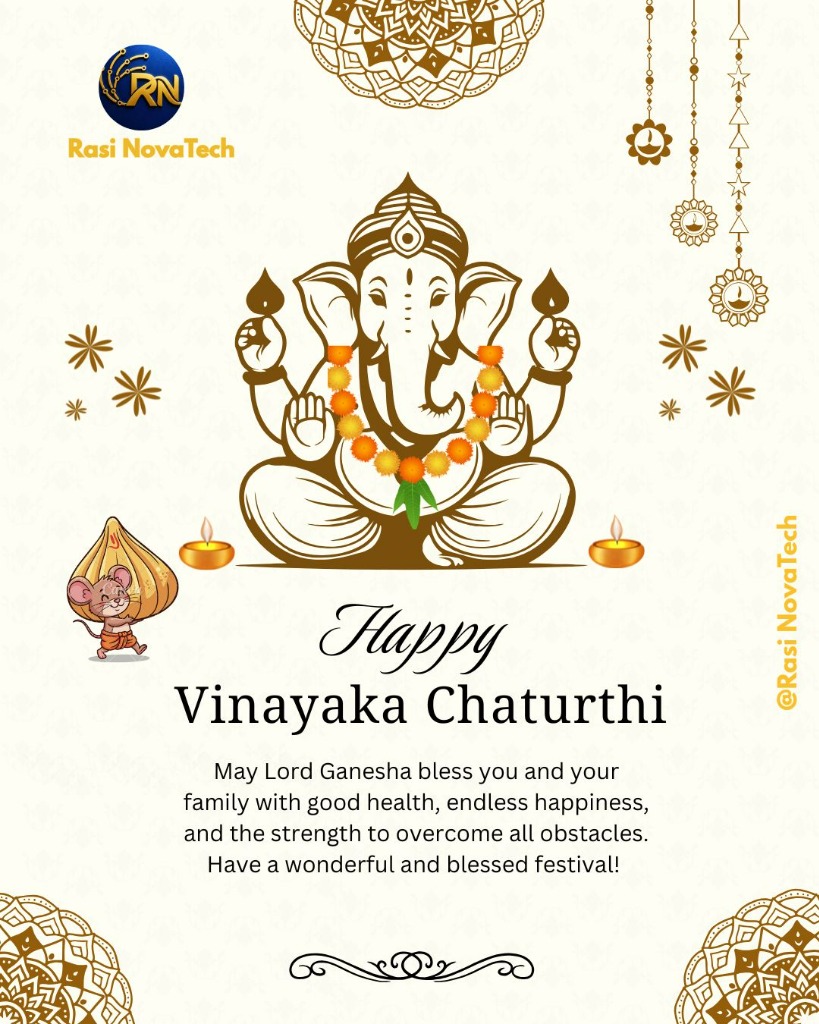 RN
Rasi NovaTech
Happy
Vinayaka Chaturthi
May Lord Ganesha bless you and your
family with good health, endless happiness,
and the strength to overcome all obstacles.
Have a wonderful and blessed festival!
@Rasi NovaTech